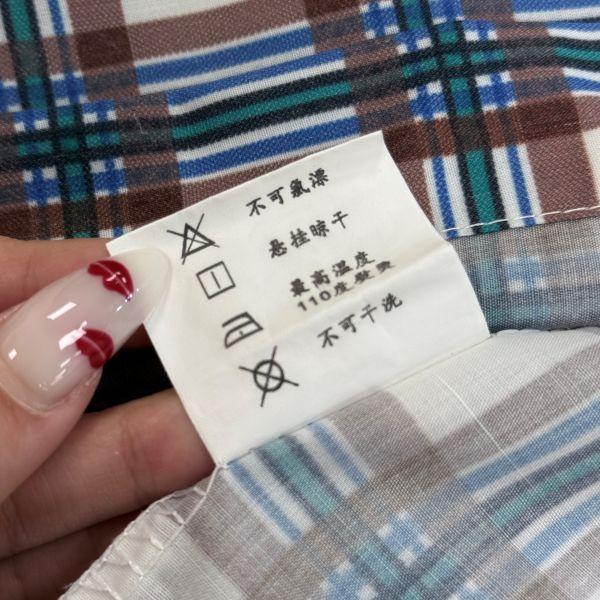 不可氯漂
悬挂晾干
最高温度
110度熨烫
不可干洗